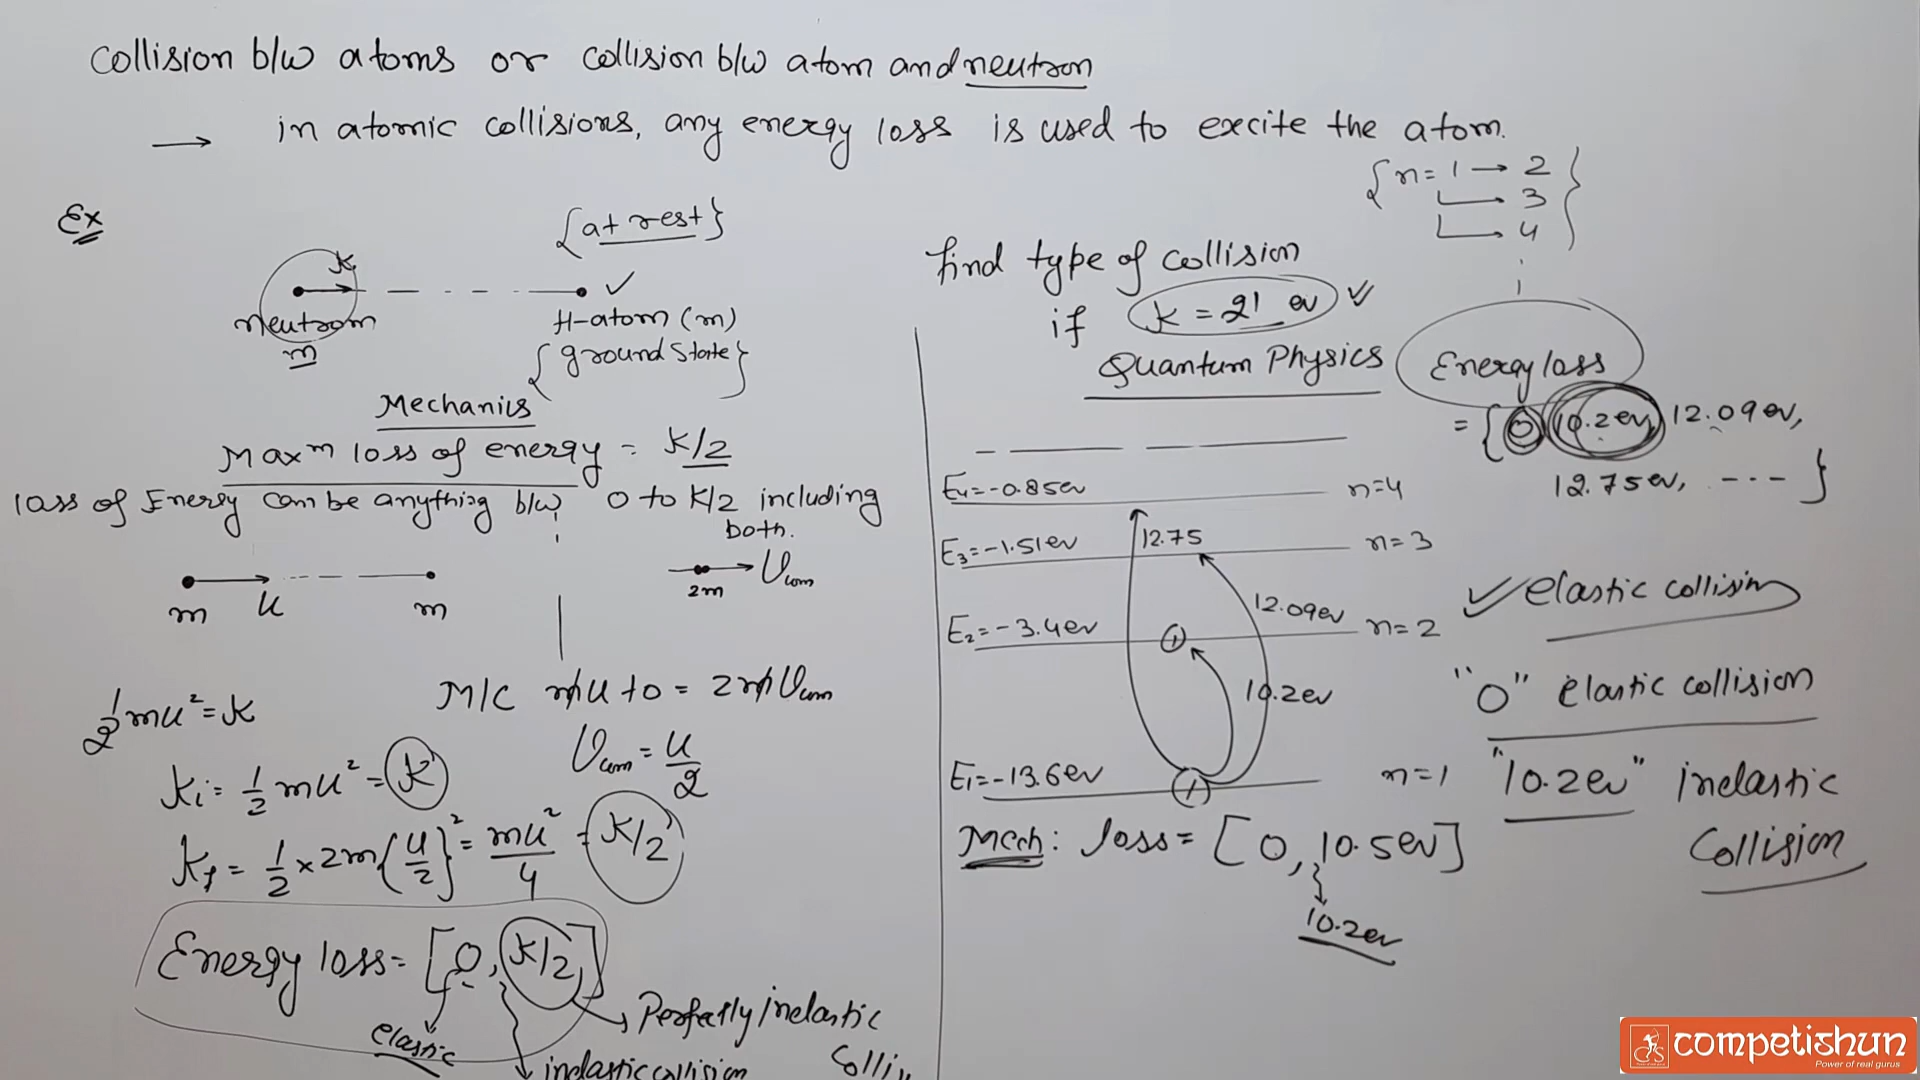 Collision b/w atoms or collision b/w atom and neutron
→ in atomic collisions, any energy loss is used to excite the atom.
{n= 1 → 2
3
4 }
Ex
{at rest}
K
neutron
m
H-atom (m)
{ground State}
find type of collision
if K = 21 ev
Mechanics
Maxm loss of energy = K/2
loss of Energy can be anything b/w 0 to K/2 including both.
m u m
2m Ucom
1/2 mu² = K
M/C mu + 0 = 2m Ucom
Ucom = u/2
Ki = 1/2 mu² = K
Kf = 1/2 × 2m {u/2}² = mu²/4 = K/2
Energy loss = [0, K/2]
elastic
inelastic collision
Perfectly inelastic
Quantum Physics
Energy loss
= {0, 10.2ev, 12.09ev,
12.75ev, ---- }
E4=-0.85ev n=4
12.75
E3=-1.51ev n=3
12.09ev
E2=-3.4ev n=2
10.2ev
E1=-13.6ev n=1
Mech: loss = [0, 10.5ev]
10.2ev
✓ elastic collision
"0" elastic collision
"10.2ev" inelastic
Collision
competishun
Power of real gurus